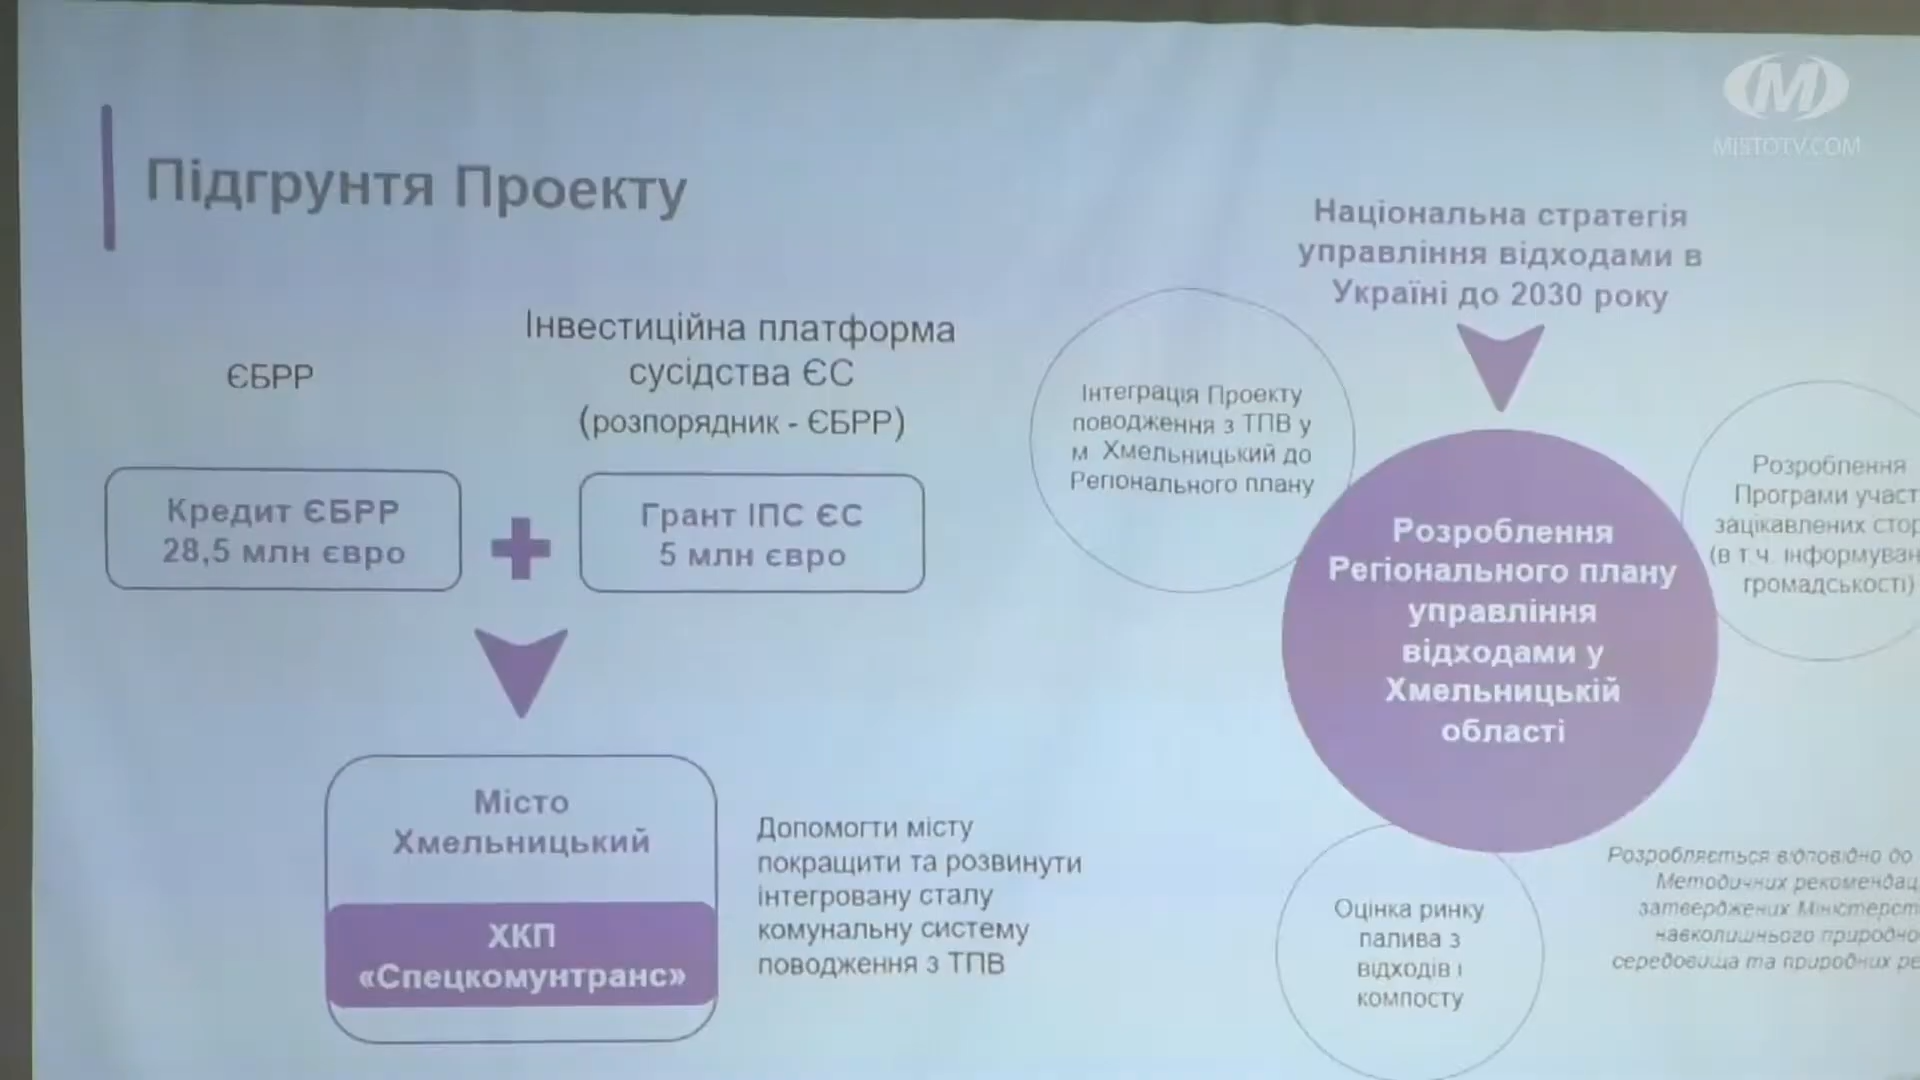 Підгрунтя Проекту
ЄБРР
Інвестиційна платформа
сусідства ЄС
(розпорядник - ЄБРР)
Кредит ЄБРР
28,5 млн євро
Грант ІПС ЄС
5 млн євро
Місто
Хмельницький
ХКП
«Спецкомунтранс»
Допомогти місту
покращити та розвинути
інтегровану сталу
комунальну систему
поводження з ТПВ
MISTOTV.COM
Національна стратегія
управління відходами в
Україні до 2030 року
Інтеграція Проекту
поводження з ТПВ у
м Хмельницький до
Регіонального плану
Розроблення
Регіонального плану
управління
відходами у
Хмельницькій
області
Розроблення
Програми участ
зацікавлених стор
(в т.ч. інформуван
громадськості)
Оцінка ринку
палива з
відходів і
компосту
Розробляється відповідно до
Методичних рекомендац
затверджених Міністерст
навколишнього природно
середовища та природних ре